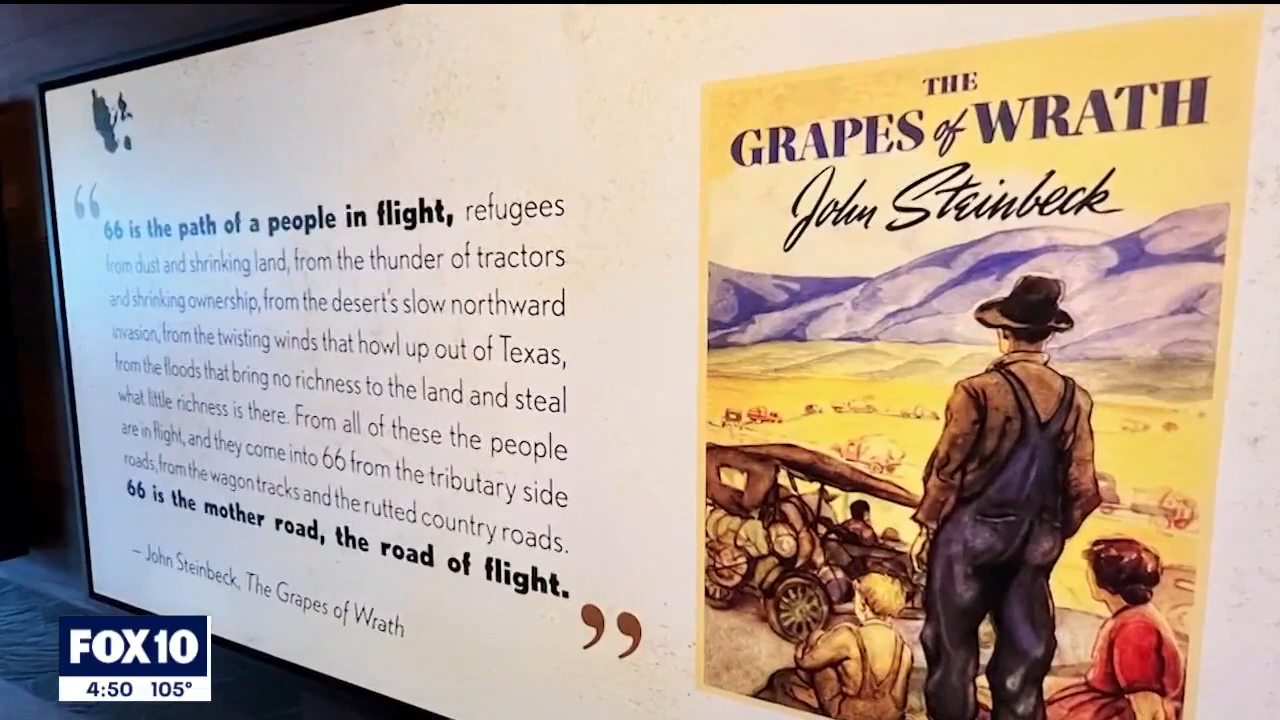 “
66 is the path of a people in flight, refugees
from dust and shrinking land, from the thunder of tractors
and shrinking ownership, from the desert's slow northward
invasion, from the twisting winds that howl up out of Texas,
from the floods that bring no richness to the land and steal
what little richness is there. From all of these the people
are in flight, and they come into 66 from the tributary side
roads, from the wagon tracks and the rutted country roads.
66 is the mother road, the road of flight.
”
– John Steinbeck, The Grapes of Wrath
THE
GRAPES of WRATH
John Steinbeck
FOX 10
4:50 105°